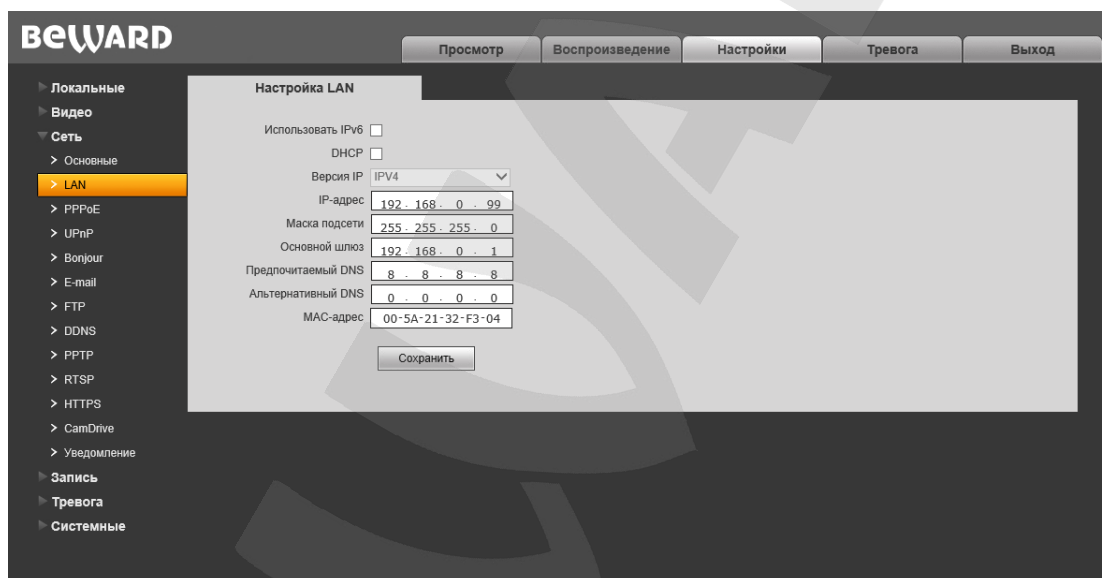 BEWARD
Просмотр Воспроизведение Настройки Тревога Выход
Локальные
Видео
Сеть
Основные
LAN
PPPoE
UPnP
Bonjour
E-mail
FTP
DDNS
PPTP
RTSP
HTTPS
CamDrive
Уведомление
Запись
Тревога
Системные
Настройка LAN
Использовать IPv6
DHCP
Версия IP IPV4
IP-адрес 192 . 168 . 0 . 99
Маска подсети 255 . 255 . 255 . 0
Основной шлюз 192 . 168 . 0 . 1
Предпочитаемый DNS 8 . 8 . 8 . 8
Альтернативный DNS 0 . 0 . 0 . 0
MAC-адрес 00-5A-21-32-F3-04
Сохранить